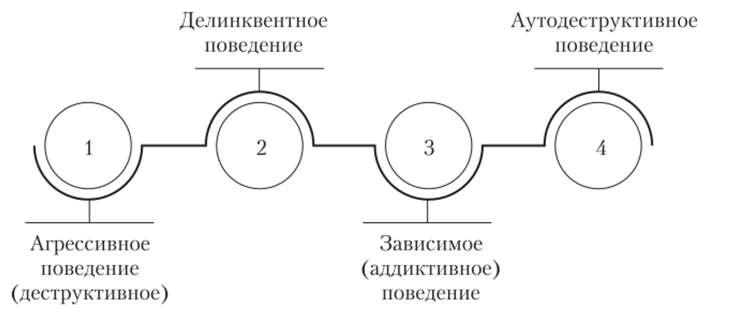 Делинквентное
поведение
Аутодеструктивное
поведение
1
2
3
4
Агрессивное
поведение
(деструктивное)
Зависимое
(аддиктивное)
поведение